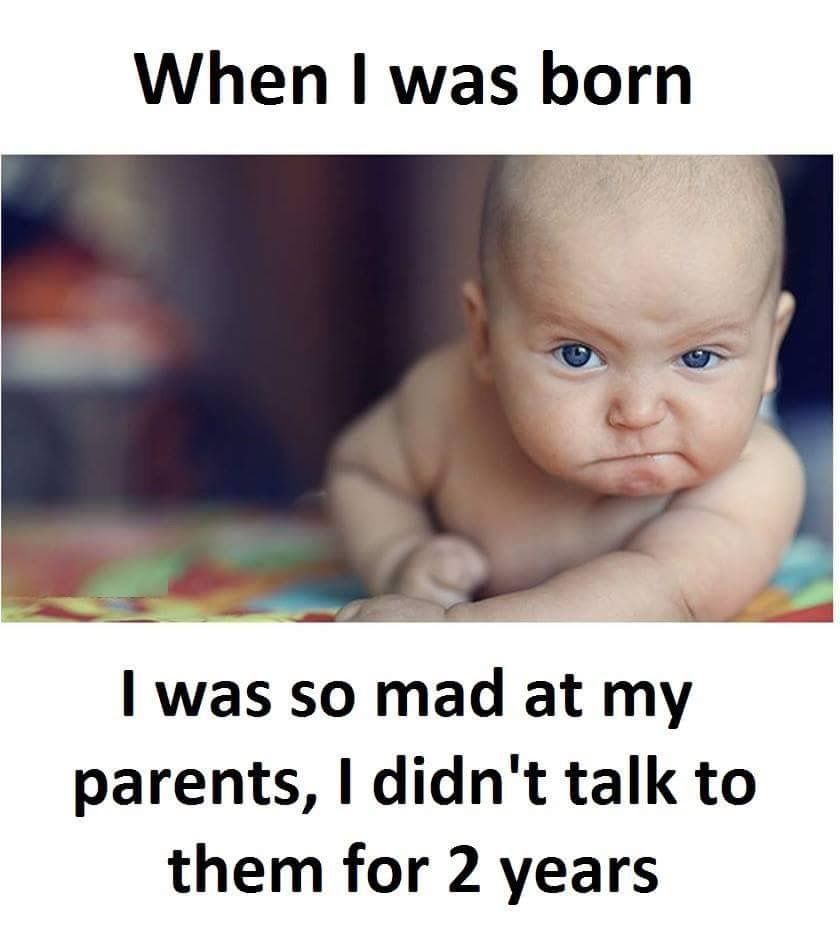 When I was born
I was so mad at my
parents, I didn't talk to
them for 2 years